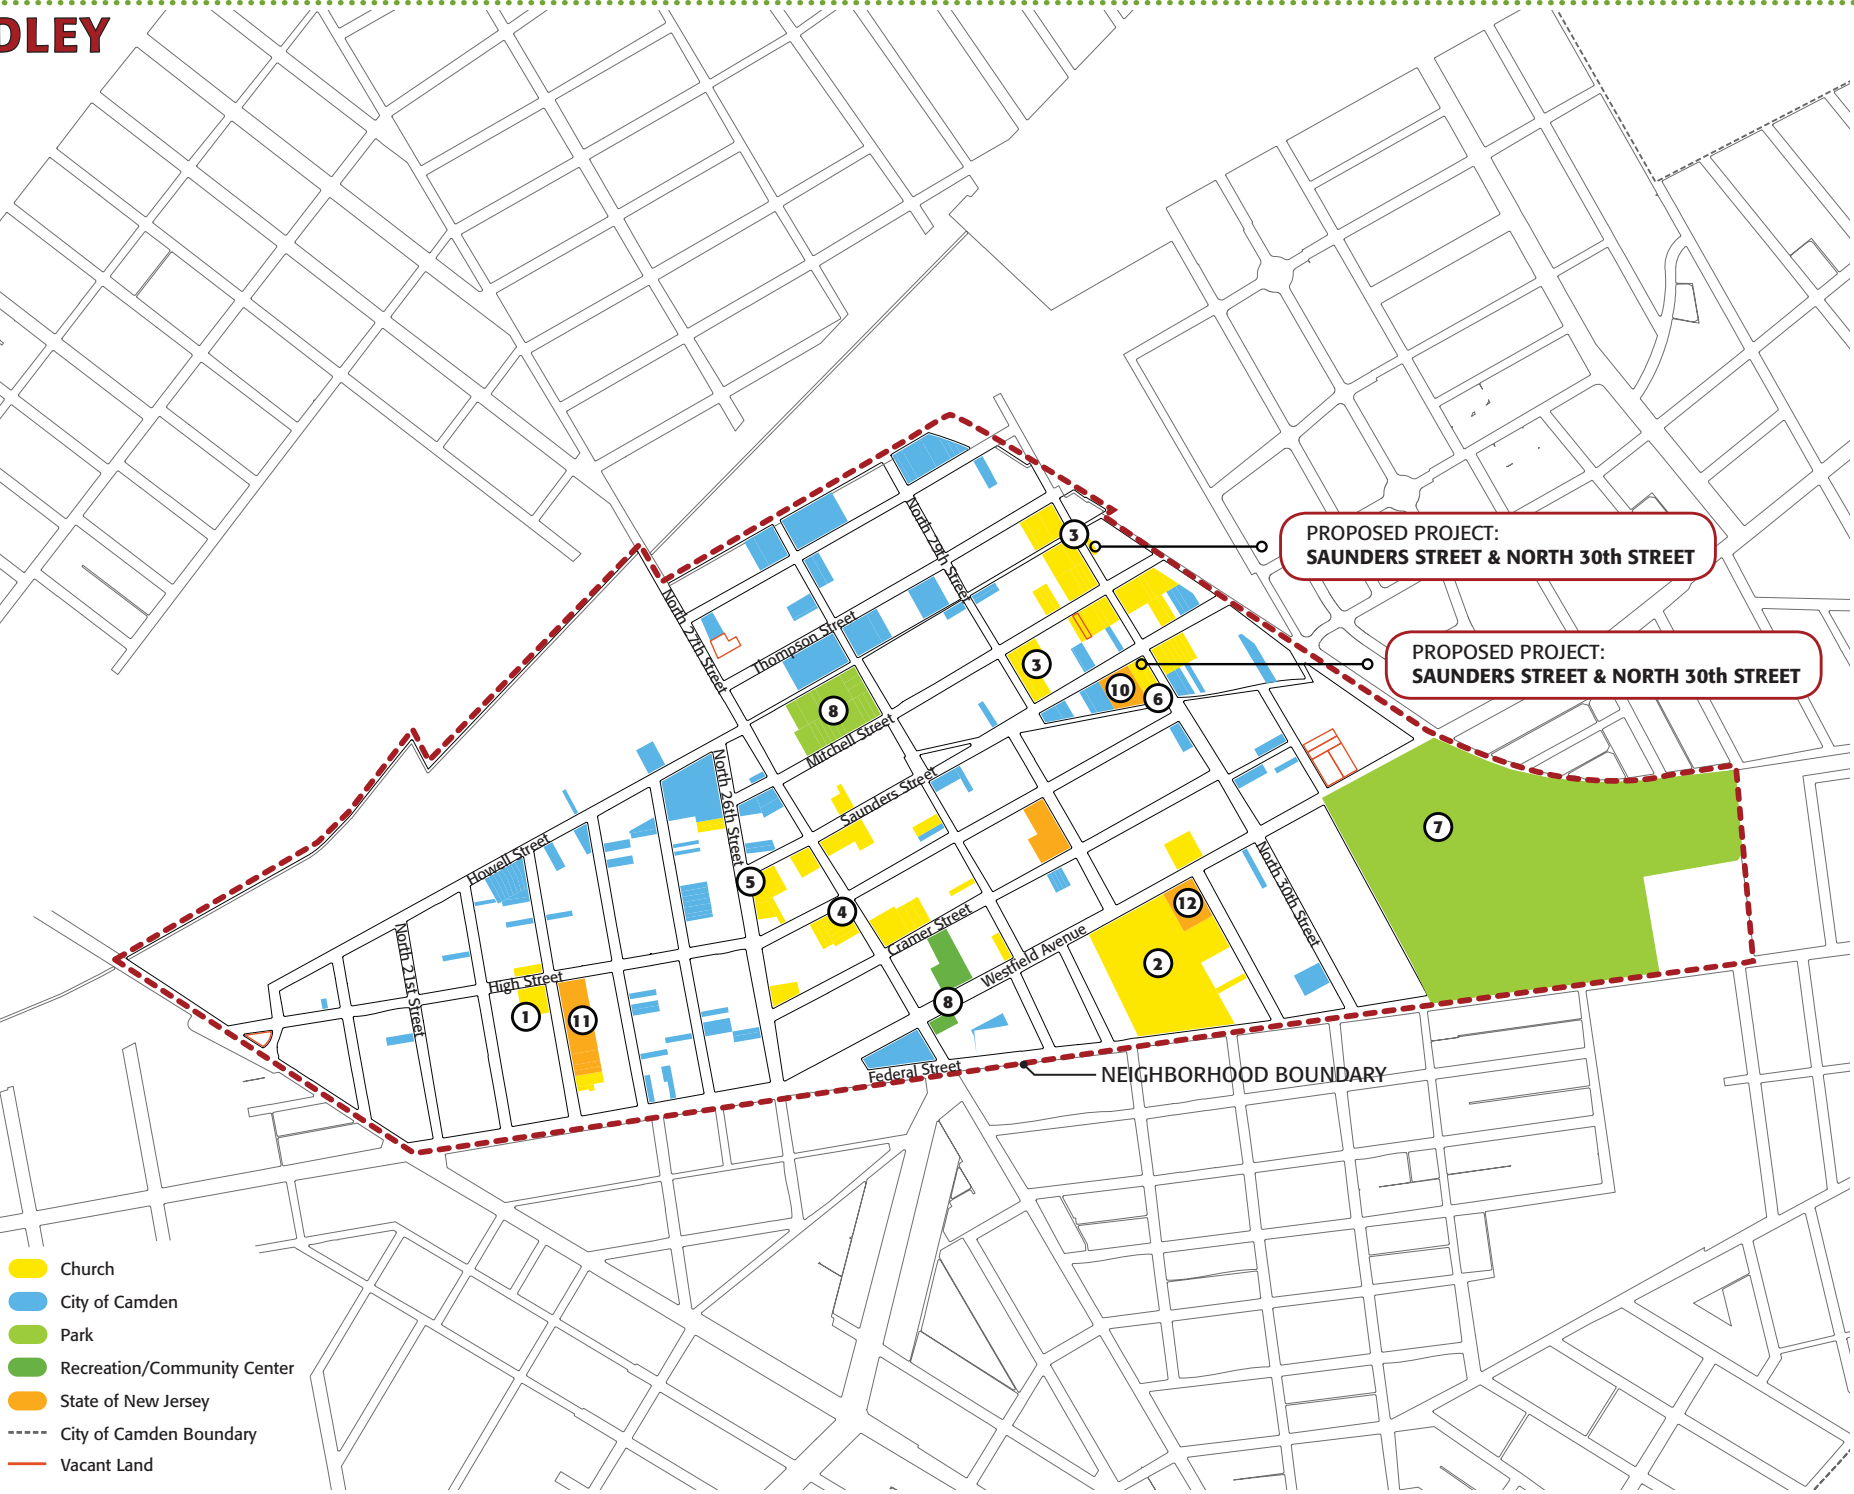 DLEY
PROPOSED PROJECT:
SAUNDERS STREET & NORTH 30th STREET
PROPOSED PROJECT:
SAUNDERS STREET & NORTH 30th STREET
North 29th Street
North 27th Street
Thompson Street
Mitchell Street
North 26th Street
Saunders Street
Howell Street
North 30th Street
Cramer Street
Westfield Avenue
North 21st Street
High Street
Federal Street
NEIGHBORHOOD BOUNDARY
3
3
10
6
8
7
5
4
12
2
8
1
11
Church
City of Camden
Park
Recreation/Community Center
State of New Jersey
City of Camden Boundary
Vacant Land